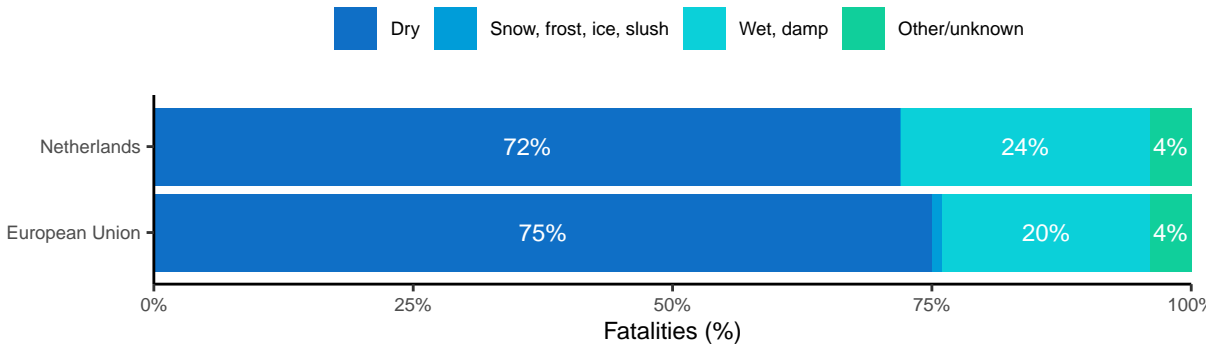 Dry Snow, frost, ice, slush Wet, damp Other/unknown
Netherlands 72% 24% 4%
European Union 75% 20% 4%
0% 25% 50% 75% 100%
Fatalities (%)